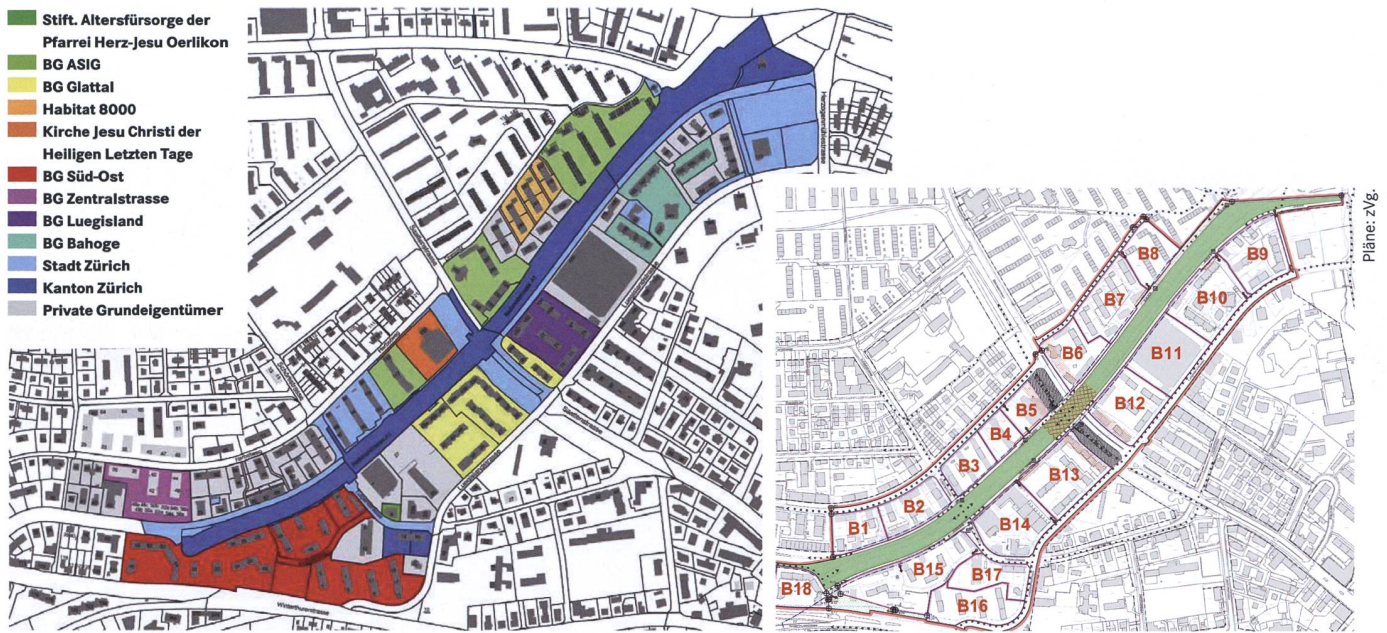 Stift. Altersfürsorge der
Pfarrei Herz-Jesu Oerlikon
BG ASIG
BG Glattal
Habitat 8000
Kirche Jesu Christi der
Heiligen Letzten Tage
BG Süd-Ost
BG Zentralstrasse
BG Luegisland
BG Bahoge
Stadt Zürich
Kanton Zürich
Private Grundeigentümer
Winterthurerstrasse
Pläne: zVg.
B8
B9
B7
B10
B6
B11
B5
B12
B4
B3
B13
B2
B1
B14
B15
B17
B18
B16